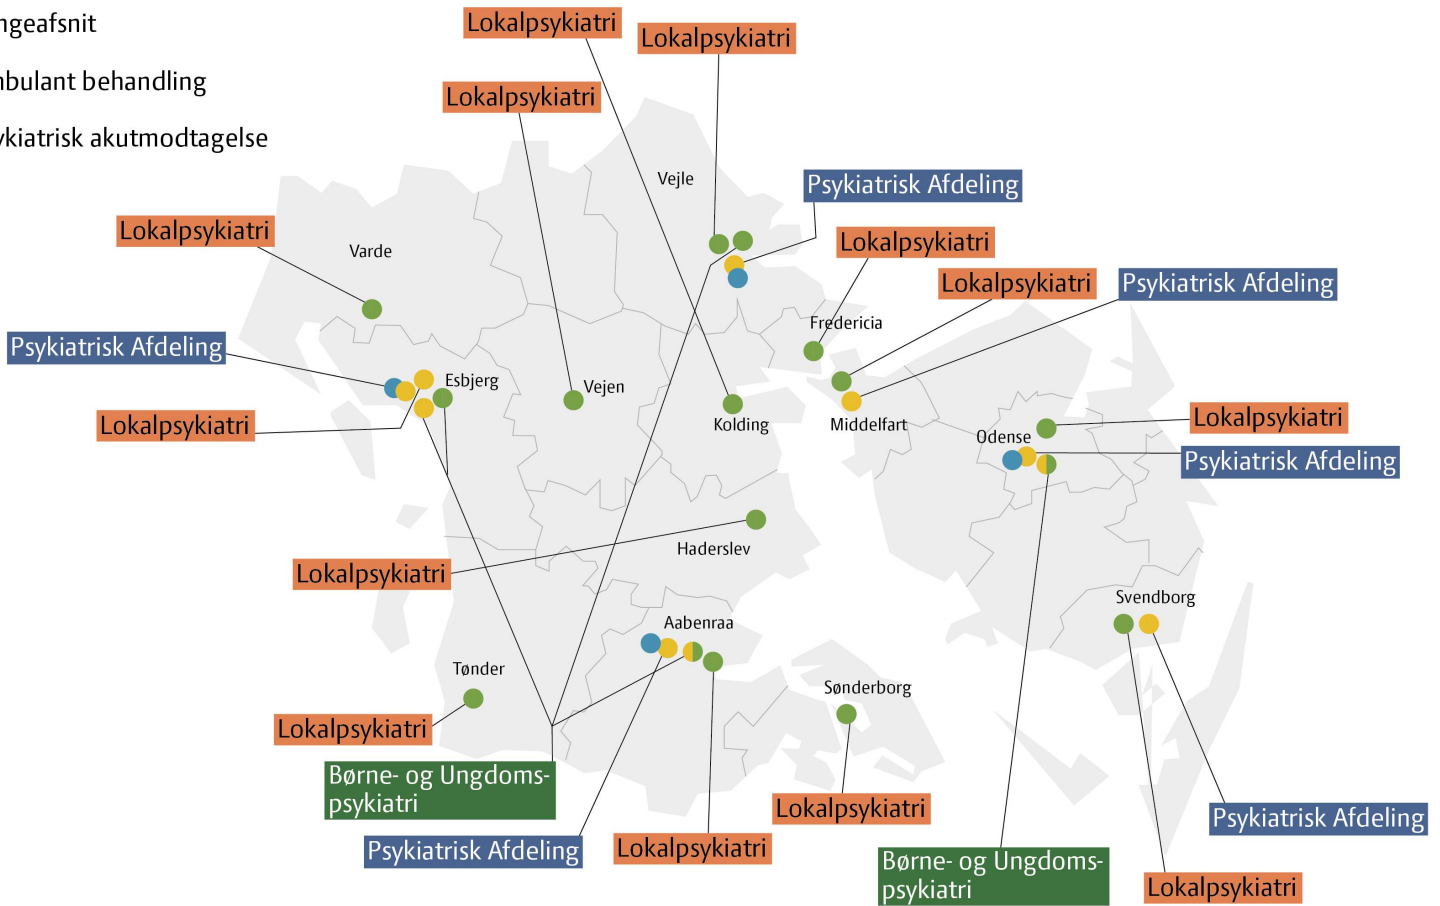 ngeafsnit
bulant behandling
ykiatrisk akutmodtagelse
Lokalpsykiatri
Lokalpsykiatri
Lokalpsykiatri
Vejle
Psykiatrisk Afdeling
Lokalpsykiatri
Varde
Lokalpsykiatri
Lokalpsykiatri
Psykiatrisk Afdeling
Fredericia
Psykiatrisk Afdeling
Esbjerg
Vejen
Lokalpsykiatri
Kolding
Middelfart
Lokalpsykiatri
Odense
Psykiatrisk Afdeling
Haderslev
Lokalpsykiatri
Svendborg
Aabenraa
Tønder
Sønderborg
Lokalpsykiatri
Børne- og Ungdoms-
psykiatri
Lokalpsykiatri
Psykiatrisk Afdeling
Psykiatrisk Afdeling
Lokalpsykiatri
Børne- og Ungdoms-
psykiatri
Lokalpsykiatri